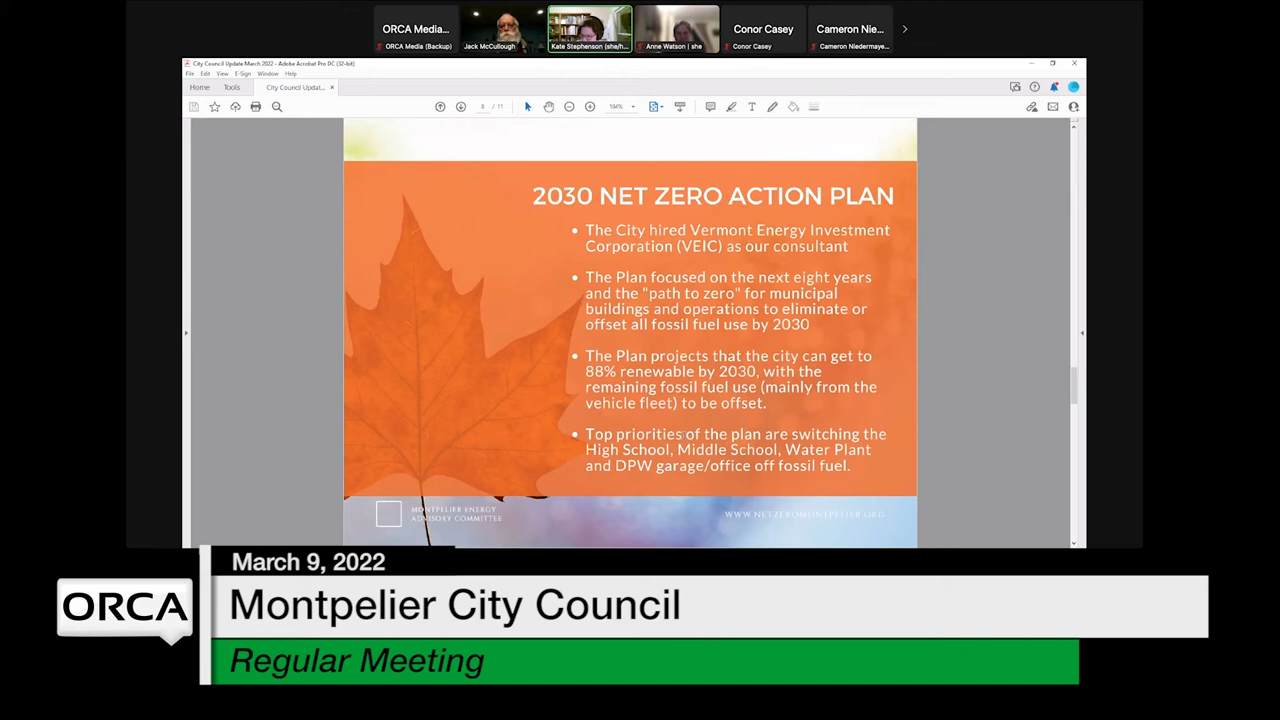 ORCA Media...
Conor Casey
Cameron Nie...
ORCA Media (Backup)
Jack McCullough
Kate Stephenson (she/h...
Anne Watson | she
Conor Casey
Cameron Niedermaye...
City Council Update March 2022 - Adobe Acrobat Pro DC (32-bit)
File Edit View E-Sign Window Help
Home Tools City Council Updat... ×
8 / 11
194%
2030 NET ZERO ACTION PLAN
• The City hired Vermont Energy Investment
Corporation (VEIC) as our consultant
• The Plan focused on the next eight years
and the "path to zero" for municipal
buildings and operations to eliminate or
offset all fossil fuel use by 2030
• The Plan projects that the city can get to
88% renewable by 2030, with the
remaining fossil fuel use (mainly from the
vehicle fleet) to be offset.
• Top priorities of the plan are switching the
High School, Middle School, Water Plant
and DPW garage/office off fossil fuel.
MONTPELIER ENERGY
ADVISORY COMMITTEE
WWW.NETZEROMONTPELIER.ORG
March 9, 2022
ORCA
Montpelier City Council
Regular Meeting